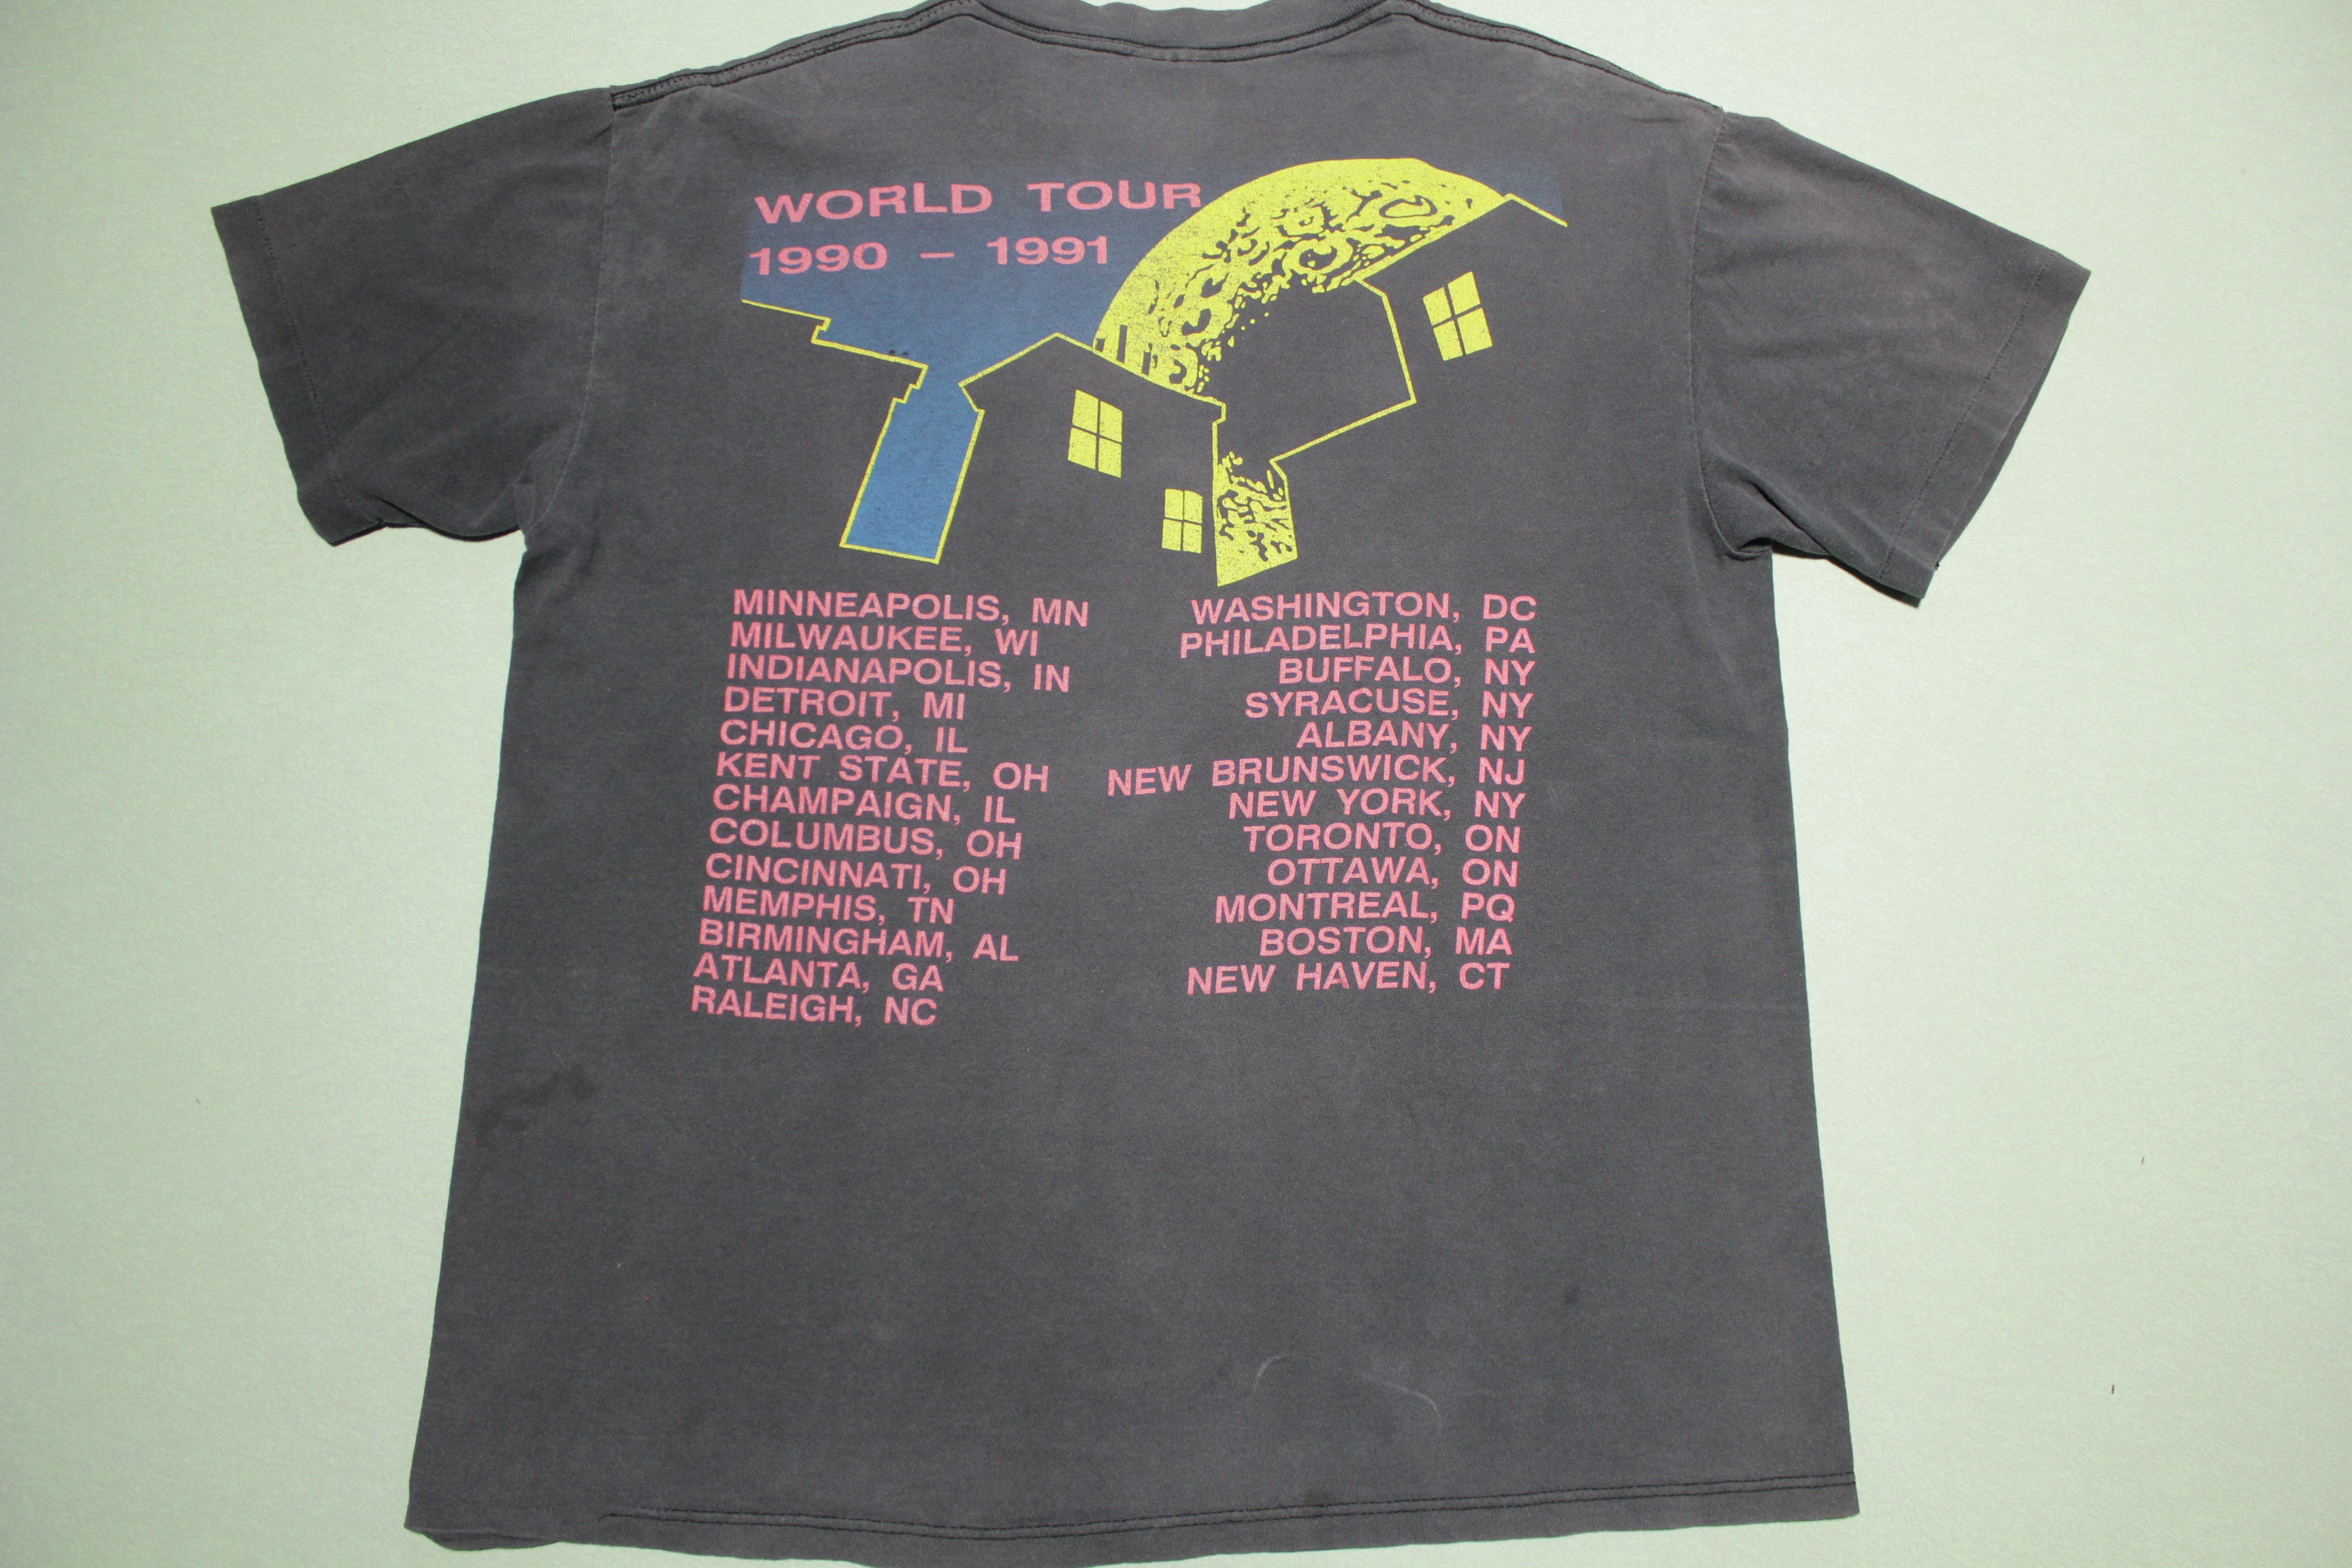 WORLD TOUR
1990 – 1991
MINNEAPOLIS, MN
MILWAUKEE, WI
INDIANAPOLIS, IN
DETROIT, MI
CHICAGO, IL
KENT STATE, OH
CHAMPAIGN, IL
COLUMBUS, OH
CINCINNATI, OH
MEMPHIS, TN
BIRMINGHAM, AL
ATLANTA, GA
RALEIGH, NC
WASHINGTON, DC
PHILADELPHIA, PA
BUFFALO, NY
SYRACUSE, NY
ALBANY, NY
NEW BRUNSWICK, NJ
NEW YORK, NY
TORONTO, ON
OTTAWA, ON
MONTREAL, PQ
BOSTON, MA
NEW HAVEN, CT